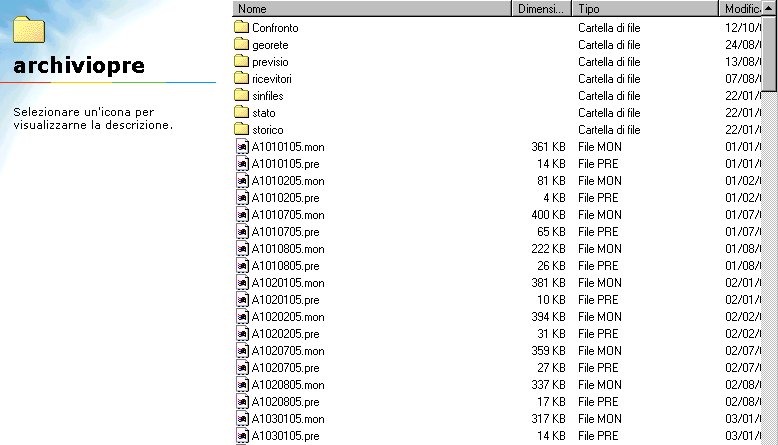 archiviopre
Selezionare un'icona per
visualizzarne la descrizione.
Nome Dimensi... Tipo Modific
Confronto Cartella di file 12/10/
georete Cartella di file 24/08/
previsio Cartella di file 13/08/
ricevitori Cartella di file 07/08/
sinfiles Cartella di file 22/01/
stato Cartella di file 22/01/
storico Cartella di file 22/01/
A1010105.mon 361 KB File MON 01/01/
A1010105.pre 14 KB File PRE 01/01/
A1010205.mon 81 KB File MON 01/02/
A1010205.pre 4 KB File PRE 01/02/
A1010705.mon 400 KB File MON 01/07/
A1010705.pre 65 KB File PRE 01/07/
A1010805.mon 222 KB File MON 01/08/
A1010805.pre 26 KB File PRE 01/08/
A1020105.mon 381 KB File MON 02/01/
A1020105.pre 10 KB File PRE 02/01/
A1020205.mon 394 KB File MON 02/02/
A1020205.pre 31 KB File PRE 02/02/
A1020705.mon 359 KB File MON 02/07/
A1020705.pre 27 KB File PRE 02/07/
A1020805.mon 337 KB File MON 02/08/
A1020805.pre 17 KB File PRE 02/08/
A1030105.mon 317 KB File MON 03/01/
A1030105.pre 14 KB File PRE 03/01/